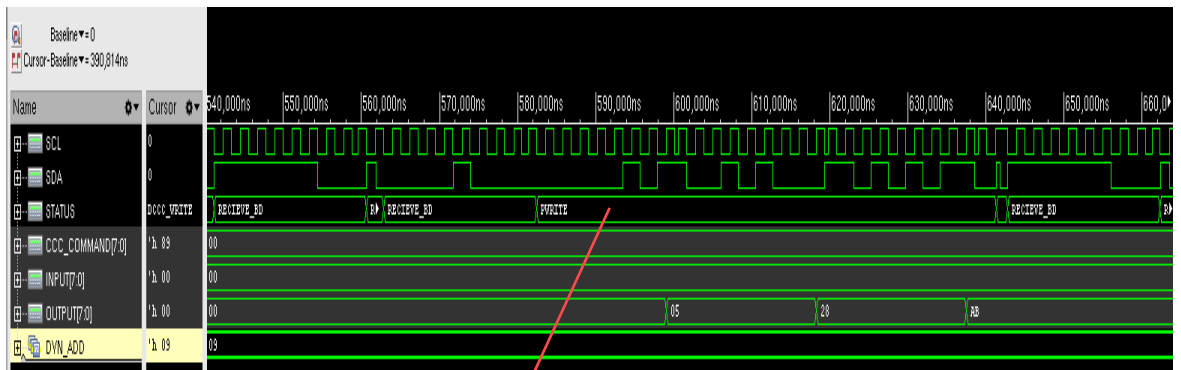 Baseline▼=0
Cursor-Baseline▼=390,814ns
Name Cursor 540,000ns 550,000ns 560,000ns 570,000ns 580,000ns 590,000ns 600,000ns 610,000ns 620,000ns 630,000ns 640,000ns 650,000ns 660,0
SCL 0
SDA 0
STATUS DCCC_WRITE RECIEVE_BD R RECIEVE_BD PWRITE RECIEVE_BD R
CCC_COMMAND[7:0] 'h 89 00
INPUT[7:0] 'h 00 00
OUTPUT[7:0] 'h 00 00 05 28 AB
DYN_ADD 'h 09 09